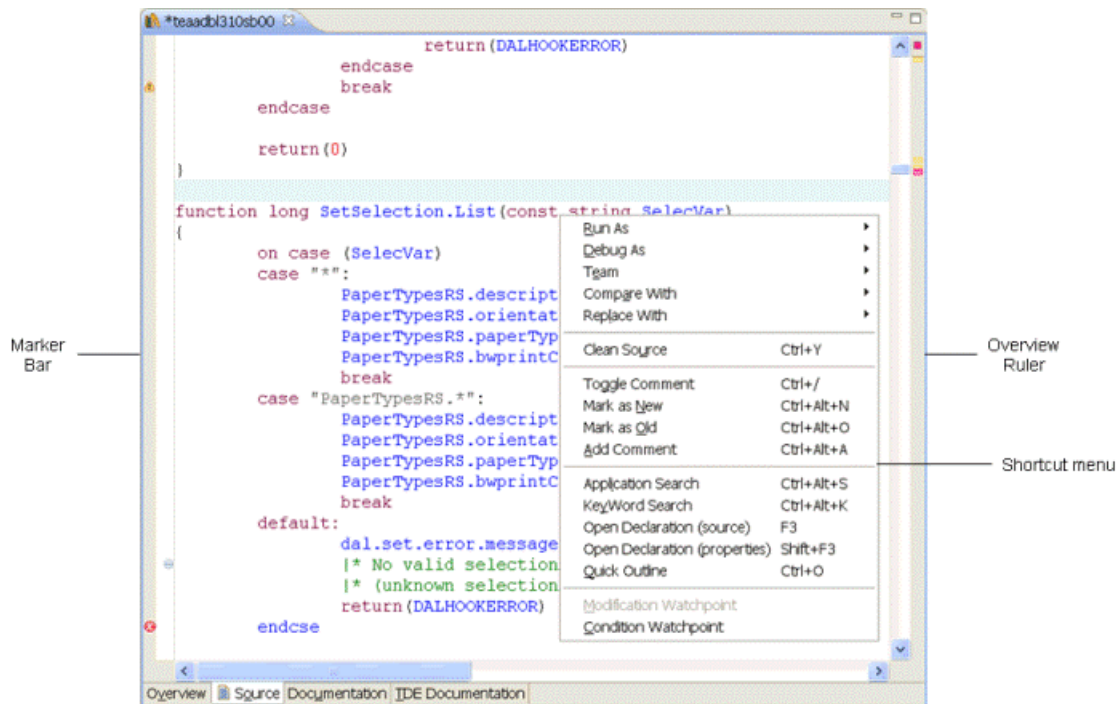 *teaadbl310sb00
return(DALHOOKERROR)
endcase
break
endcase
return(0)
}
function long SetSelection.List(const string SelecVar)
{
on case (SelecVar)
case "*":
PaperTypesRS.descript
PaperTypesRS.orientat
PaperTypesRS.paperTyp
PaperTypesRS.bwprintC
break
case "PaperTypesRS.*":
PaperTypesRS.descript
PaperTypesRS.orientat
PaperTypesRS.paperTyp
PaperTypesRS.bwprintC
break
default:
dal.set.error.message
|* No valid selection
|* (unknown selection
return(DALHOOKERROR)
endcse
Run As
Debug As
Team
Compare With
Replace With
Clean Source Ctrl+Y
Toggle Comment Ctrl+/
Mark as New Ctrl+Alt+N
Mark as Old Ctrl+Alt+O
Add Comment Ctrl+Alt+A
Application Search Ctrl+Alt+S
KeyWord Search Ctrl+Alt+K
Open Declaration (source) F3
Open Declaration (properties) Shift+F3
Quick Outline Ctrl+O
Modification Watchpoint
Condition Watchpoint
Marker
Bar
Overview
Ruler
Shortcut menu
Overview Source Documentation TDE Documentation